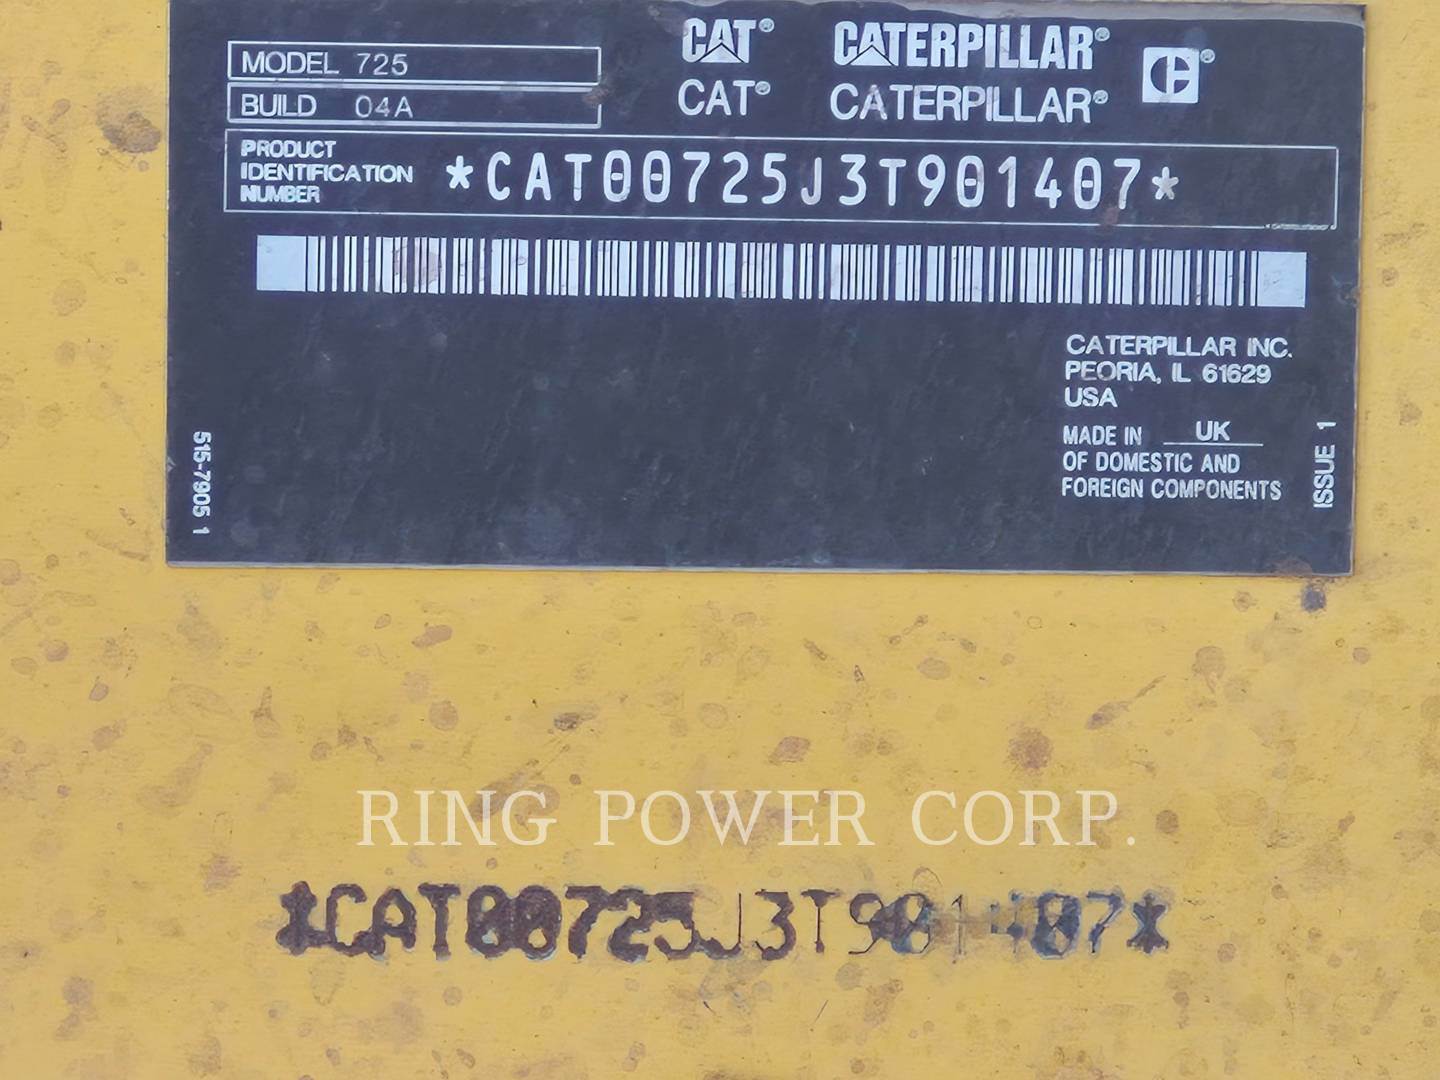 MODEL 725
BUILD 04A
CAT® CATERPILLAR®
CAT® CATERPILLAR®
PRODUCT
IDENTIFICATION
NUMBER
*CAT00725J3T901407*
CATERPILLAR INC.
PEORIA, IL 61629
USA
MADE IN UK
OF DOMESTIC AND
FOREIGN COMPONENTS
515-7905 1
ISSUE 1
RING POWER CORP.
*CAT00725J3T901407*